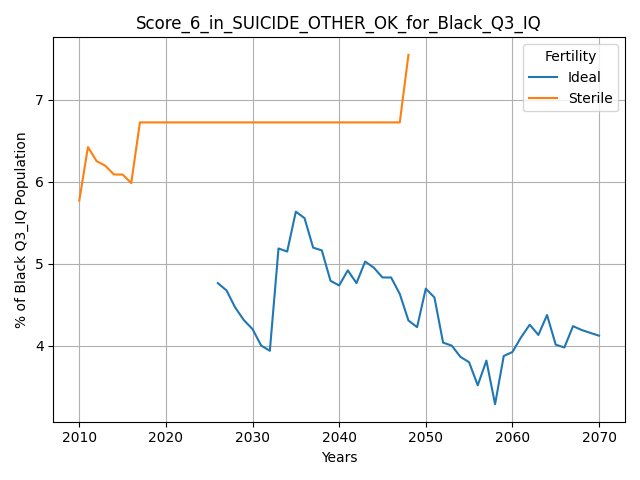 Score_6_in_SUICIDE_OTHER_OK_for_Black_Q3_IQ
Fertility
Ideal
Sterile
% of Black Q3_IQ Population
7
6
5
4
2010 2020 2030 2040 2050 2060 2070
Years